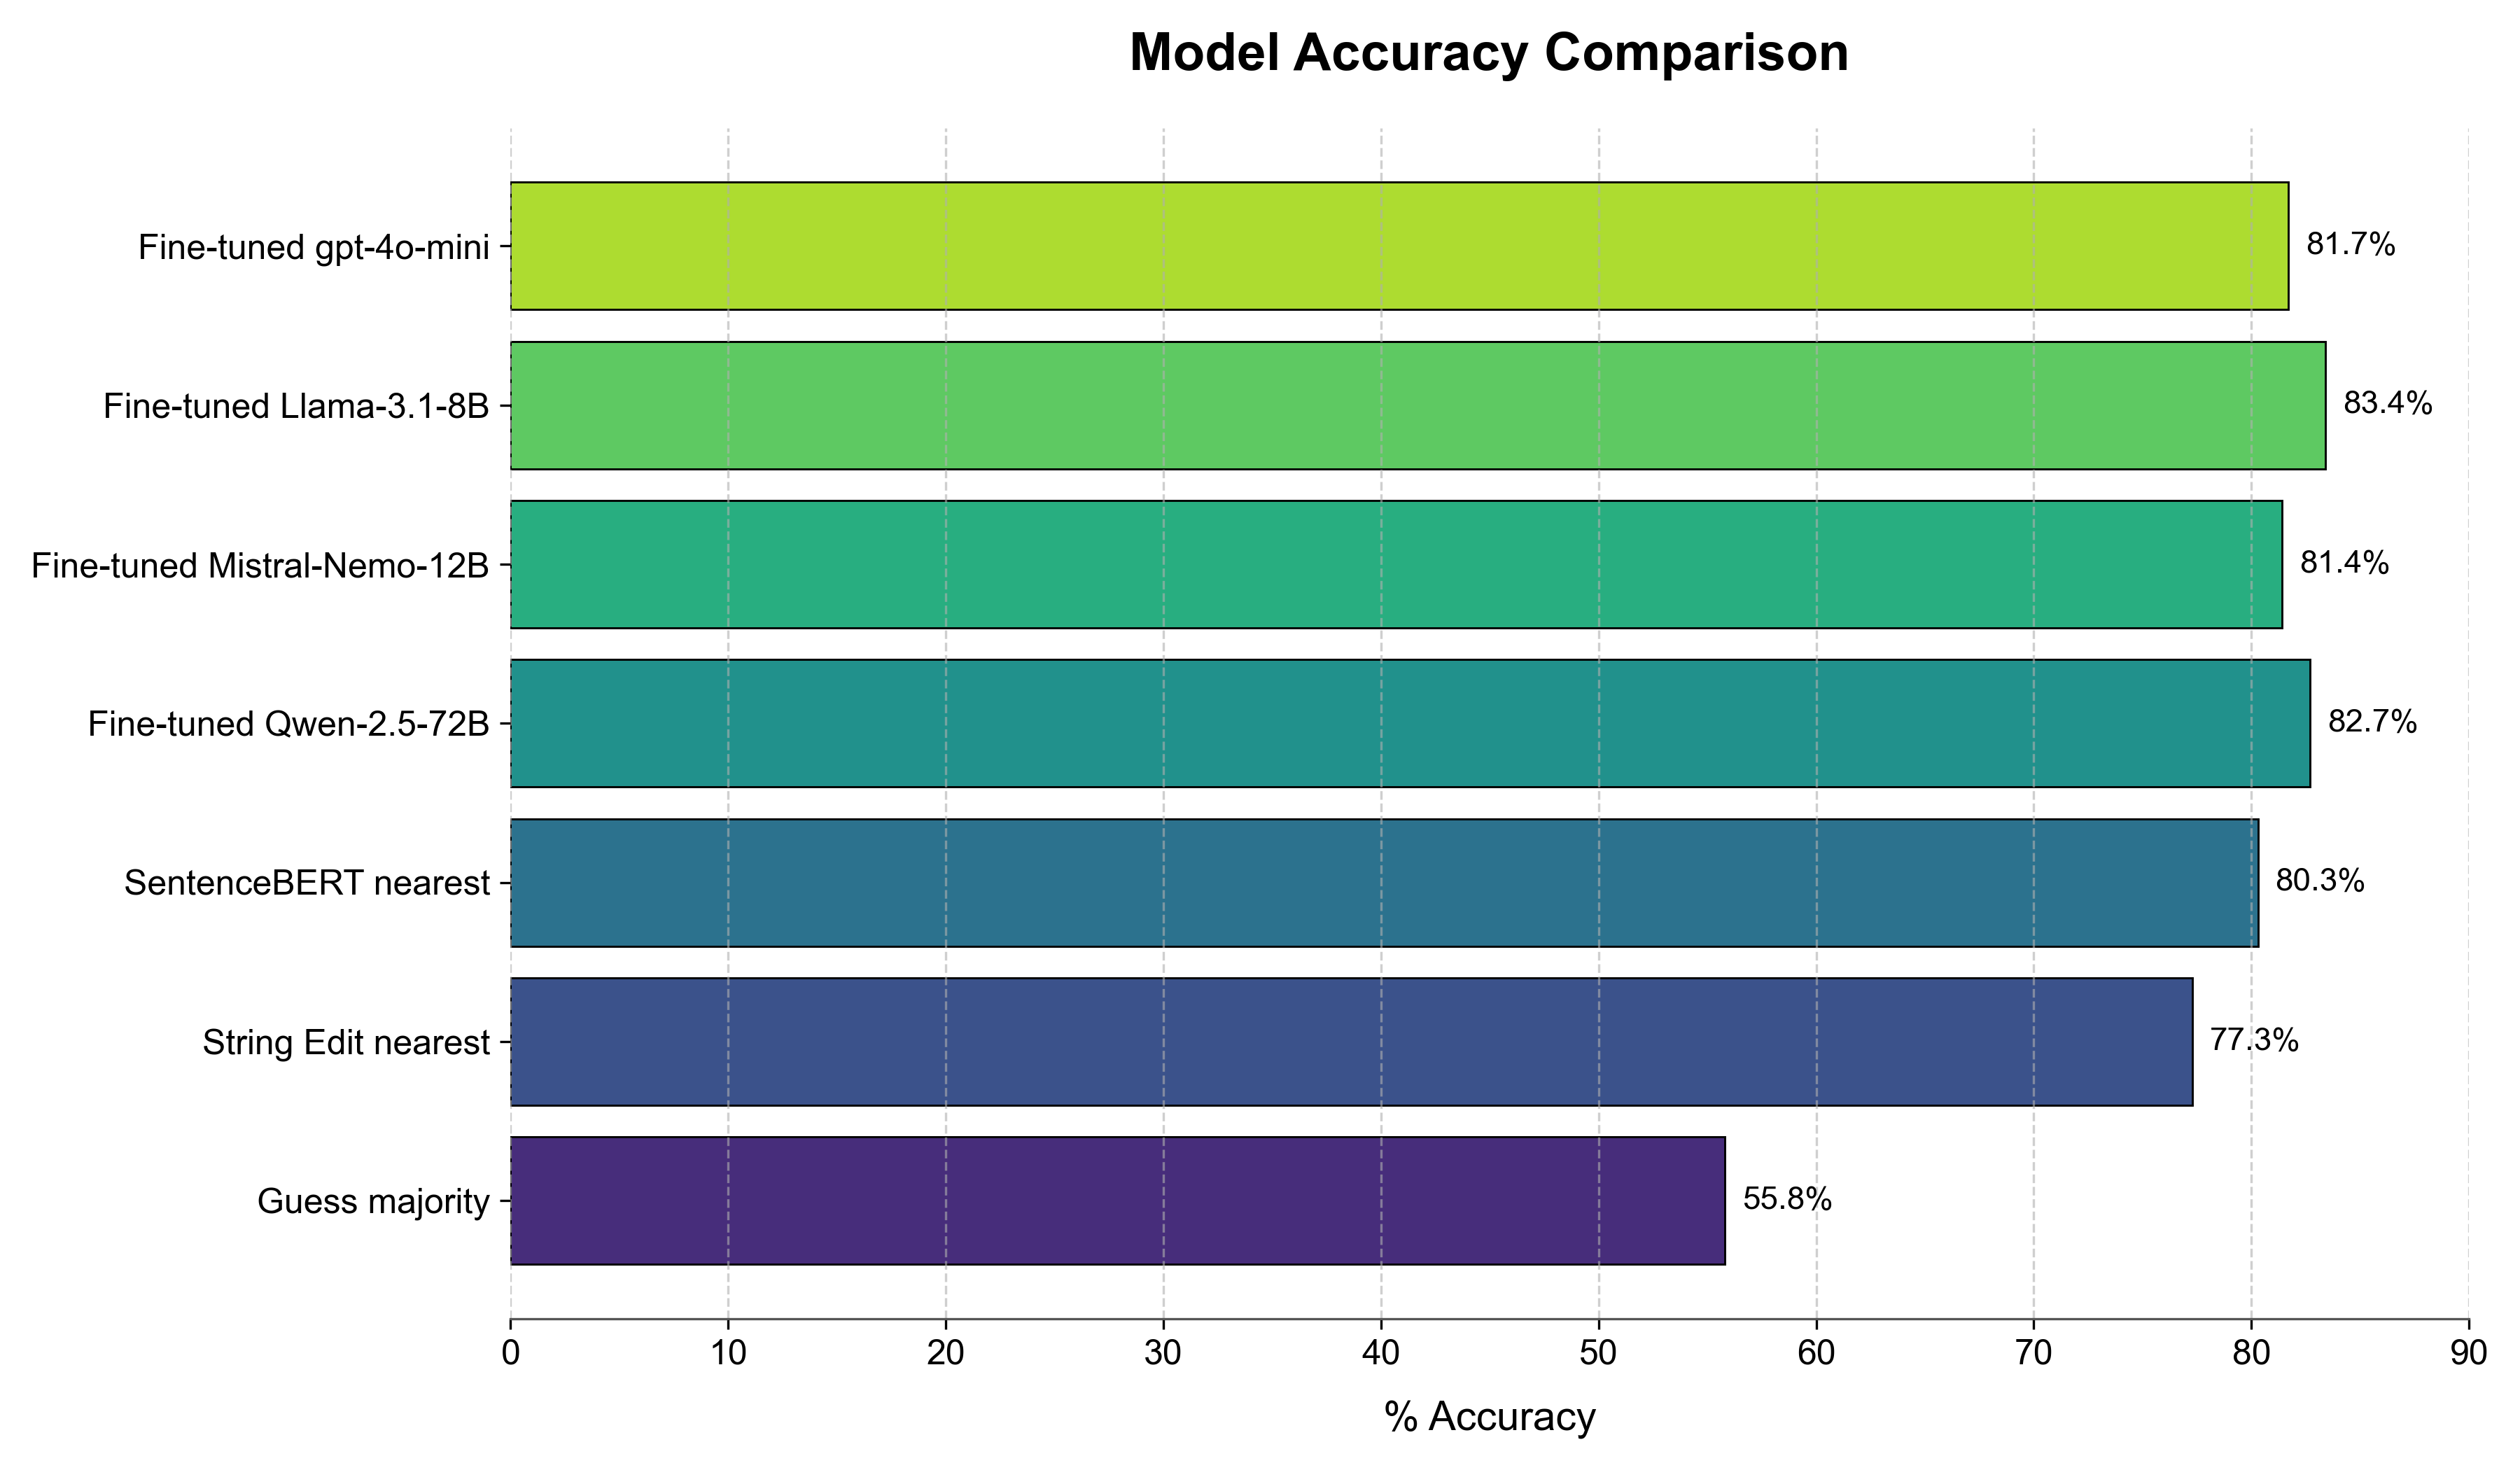 Model Accuracy Comparison
Fine-tuned gpt-4o-mini
81.7%
Fine-tuned Llama-3.1-8B
83.4%
Fine-tuned Mistral-Nemo-12B
81.4%
Fine-tuned Qwen-2.5-72B
82.7%
SentenceBERT nearest
80.3%
String Edit nearest
77.3%
Guess majority
55.8%
0 10 20 30 40 50 60 70 80 90
% Accuracy